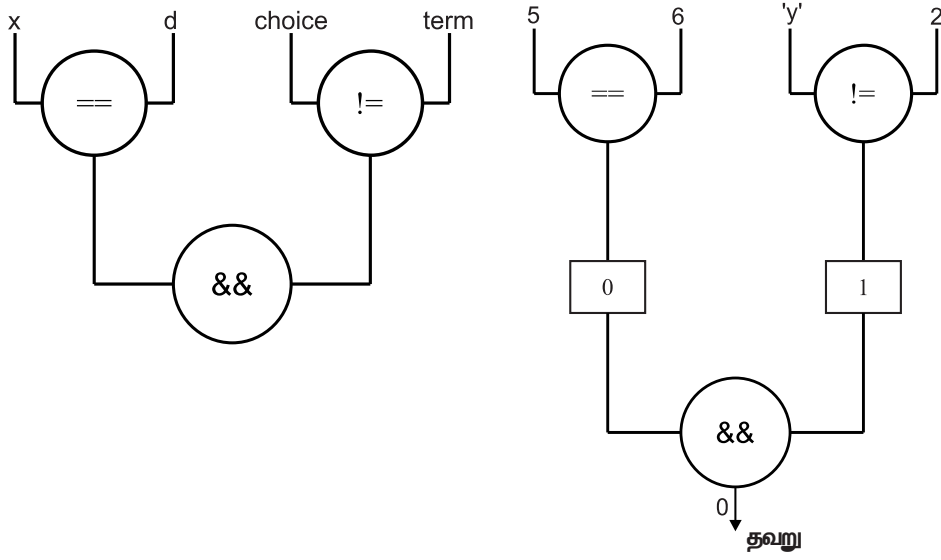 x d choice term
== !=
&&
5 6 'y' 2
== !=
0 1
&&
0
தவறு